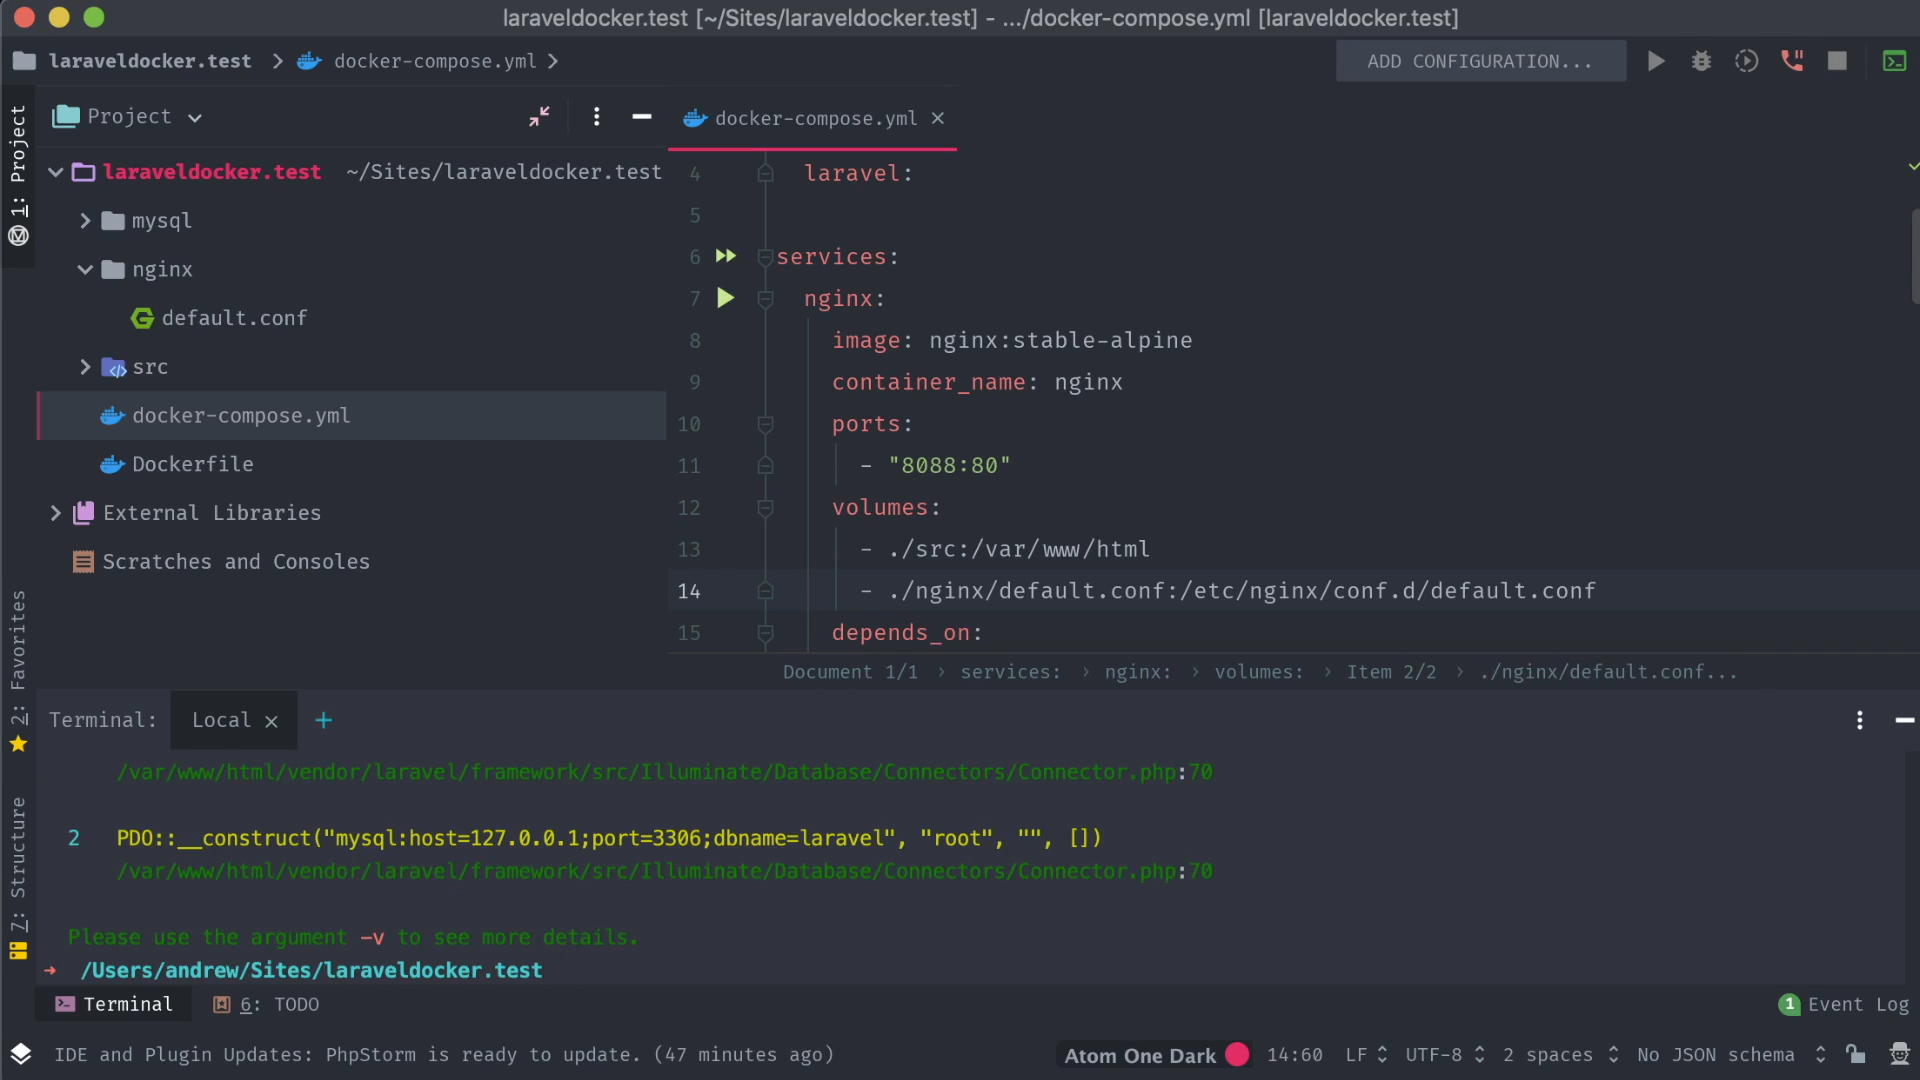 laraveldocker.test [~/Sites/laraveldocker.test] - .../docker-compose.yml [laraveldocker.test]
laraveldocker.test
docker-compose.yml
ADD CONFIGURATION...
1: Project
Project
docker-compose.yml
laraveldocker.test ~/Sites/laraveldocker.test
mysql
nginx
default.conf
src
docker-compose.yml
Dockerfile
External Libraries
Scratches and Consoles
4 laravel:
5
6 services:
7 nginx:
8 image: nginx:stable-alpine
9 container_name: nginx
10 ports:
11 - "8088:80"
12 volumes:
13 - ./src:/var/www/html
14 - ./nginx/default.conf:/etc/nginx/conf.d/default.conf
15 depends_on:
Document 1/1 › services: › nginx: › volumes: › Item 2/2 › ./nginx/default.conf...
2: Favorites
7: Structure
Terminal: Local +
/var/www/html/vendor/laravel/framework/src/Illuminate/Database/Connectors/Connector.php:70
2 PDO::__construct("mysql:host=127.0.0.1;port=3306;dbname=laravel", "root", "", [])
/var/www/html/vendor/laravel/framework/src/Illuminate/Database/Connectors/Connector.php:70
Please use the argument -v to see more details.
➜ /Users/andrew/Sites/laraveldocker.test
Terminal 6: TODO
1 Event Log
IDE and Plugin Updates: PhpStorm is ready to update. (47 minutes ago)
Atom One Dark 14:60 LF UTF-8 2 spaces No JSON schema